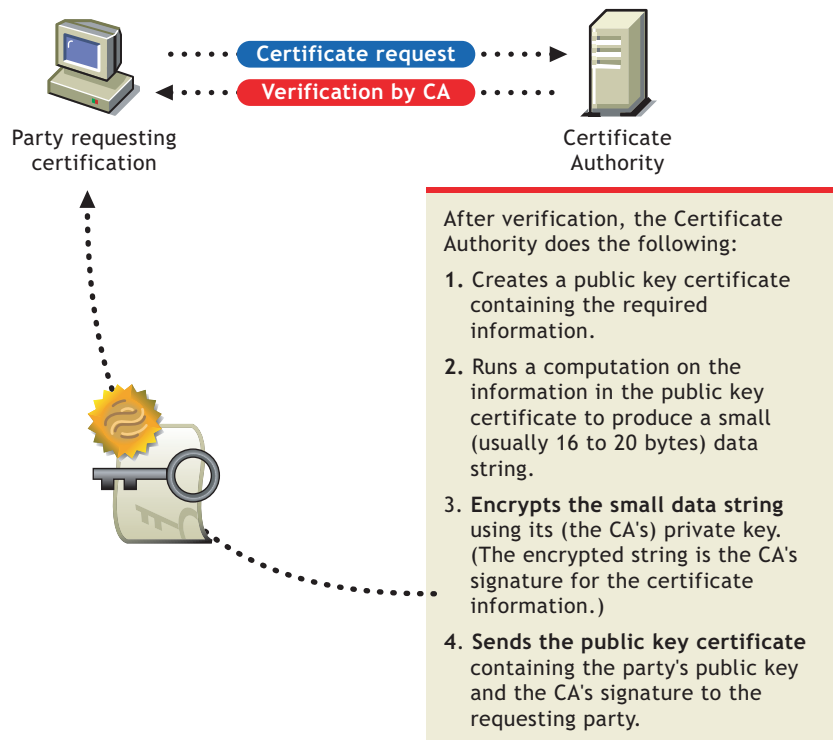 Certificate request
Verification by CA
Party requesting
certification
Certificate
Authority
After verification, the Certificate
Authority does the following:
1. Creates a public key certificate
containing the required
information.
2. Runs a computation on the
information in the public key
certificate to produce a small
(usually 16 to 20 bytes) data
string.
3. Encrypts the small data string
using its (the CA's) private key.
(The encrypted string is the CA's
signature for the certificate
information.)
4. Sends the public key certificate
containing the party's public key
and the CA's signature to the
requesting party.